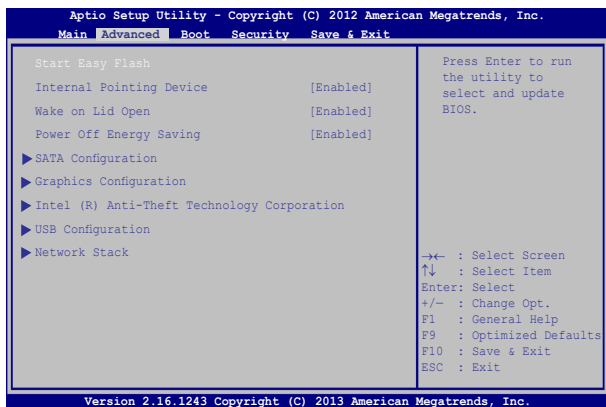 Aptio Setup Utility - Copyright (C) 2012 American Megatrends, Inc.
Main Advanced Boot Security Save & Exit
Start Easy Flash
Internal Pointing Device [Enabled]
Wake on Lid Open [Enabled]
Power Off Energy Saving [Enabled]
SATA Configuration
Graphics Configuration
Intel (R) Anti-Theft Technology Corporation
USB Configuration
Network Stack
Press Enter to run
the utility to
select and update
BIOS.
→← : Select Screen
↑↓ : Select Item
Enter: Select
+/— : Change Opt.
F1 : General Help
F9 : Optimized Defaults
F10 : Save & Exit
ESC : Exit
Version 2.16.1243 Copyright (C) 2013 American Megatrends, Inc.